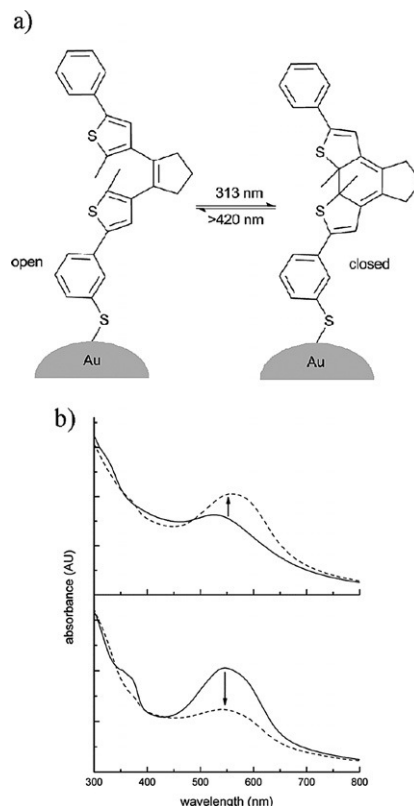 a)
S
S
open
S
Au
313 nm
>420 nm
S
S
closed
S
Au
b)
absorbance (AU)
300 400 500 600 700 800
wavelength (nm)